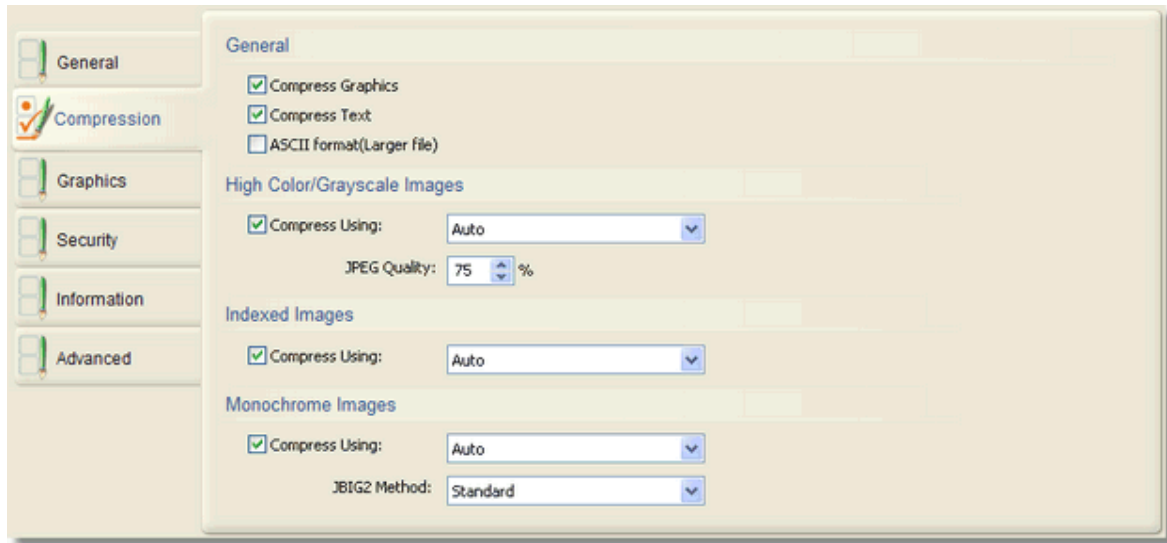 General
Compression
Graphics
Security
Information
Advanced
General
Compress Graphics
Compress Text
ASCII format(Larger file)
High Color/Grayscale Images
Compress Using: Auto
JPEG Quality: 75 %
Indexed Images
Compress Using: Auto
Monochrome Images
Compress Using: Auto
JBIG2 Method: Standard